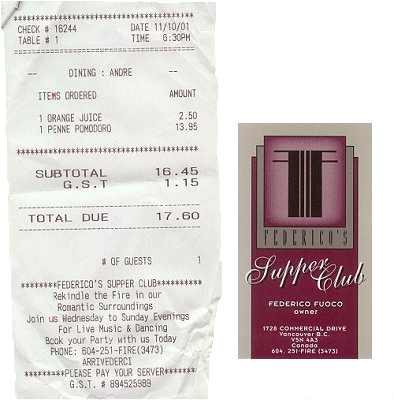 ************************************
CHECK # 16244 DATE 11/10/01
TABLE # 1 TIME 6:30PM
************************************
-- DINING : ANDRE --
ITEMS ORDERED AMOUNT
1 ORANGE JUICE 2.50
1 PENNE POMODORO 13.95
SUBTOTAL 16.45
G.S.T 1.15
TOTAL DUE 17.60
# OF GUESTS 1
*******FEDERICO'S SUPPER CLUB********
Rekindle the Fire in our
Romantic Surroundings
Join us Wednesday to Sunday Evenings
For Live Music & Dancing
Book your Party with us Today
PHONE: 604-251-FIRE(3473)
ARRIVEDERCI
********PLEASE PAY YOUR SERVER********
G.S.T. # 894525989
FEDERICO'S
Supper Club
FEDERICO FUOCO
owner
1728 COMMERCIAL DRIVE
Vancouver B.C.
V5N 4A3
Canada
604. 251-FIRE (3473)